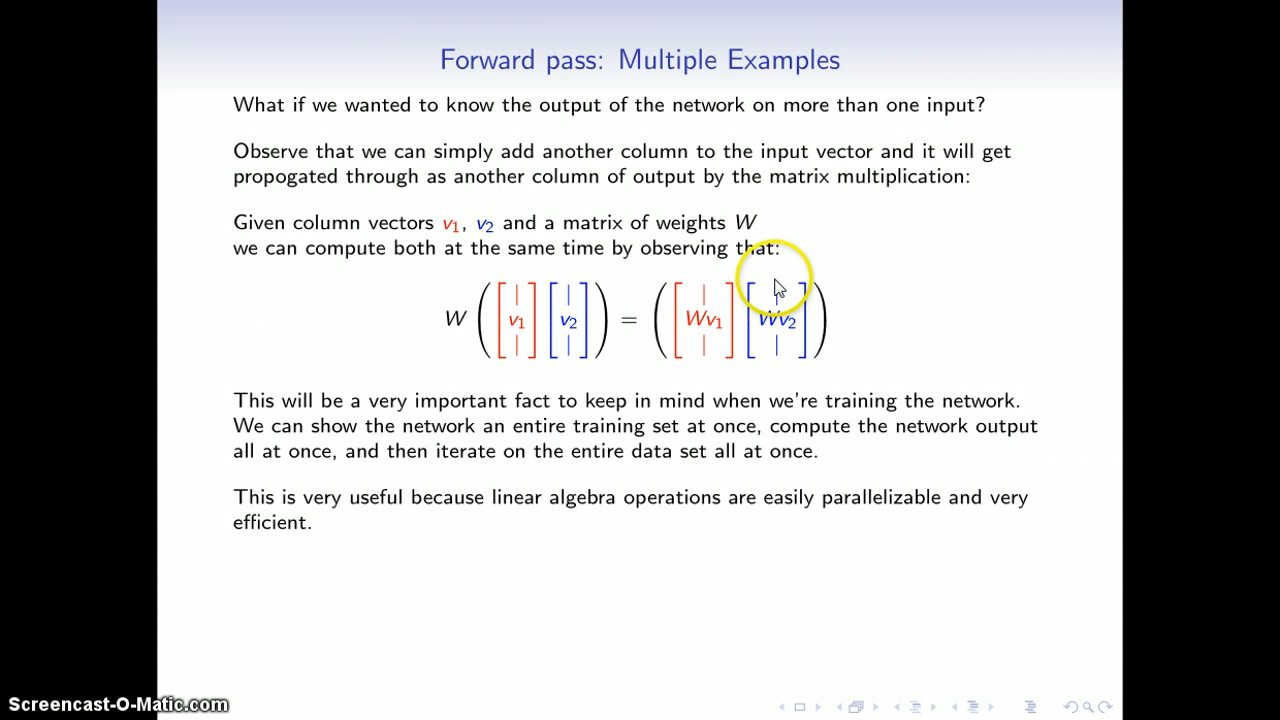 Forward pass: Multiple Examples
What if we wanted to know the output of the network on more than one input?
Observe that we can simply add another column to the input vector and it will get
propogated through as another column of output by the matrix multiplication:
Given column vectors v₁, v₂ and a matrix of weights W
we can compute both at the same time by observing that:
W ( [ | v₁ | ] [ | v₂ | ] ) = ( [ | Wv₁ | ] [ | Wv₂ | ] )
This will be a very important fact to keep in mind when we're training the network.
We can show the network an entire training set at once, compute the network output
all at once, and then iterate on the entire data set all at once.
This is very useful because linear algebra operations are easily parallelizable and very
efficient.
Screencast-O-Matic.com